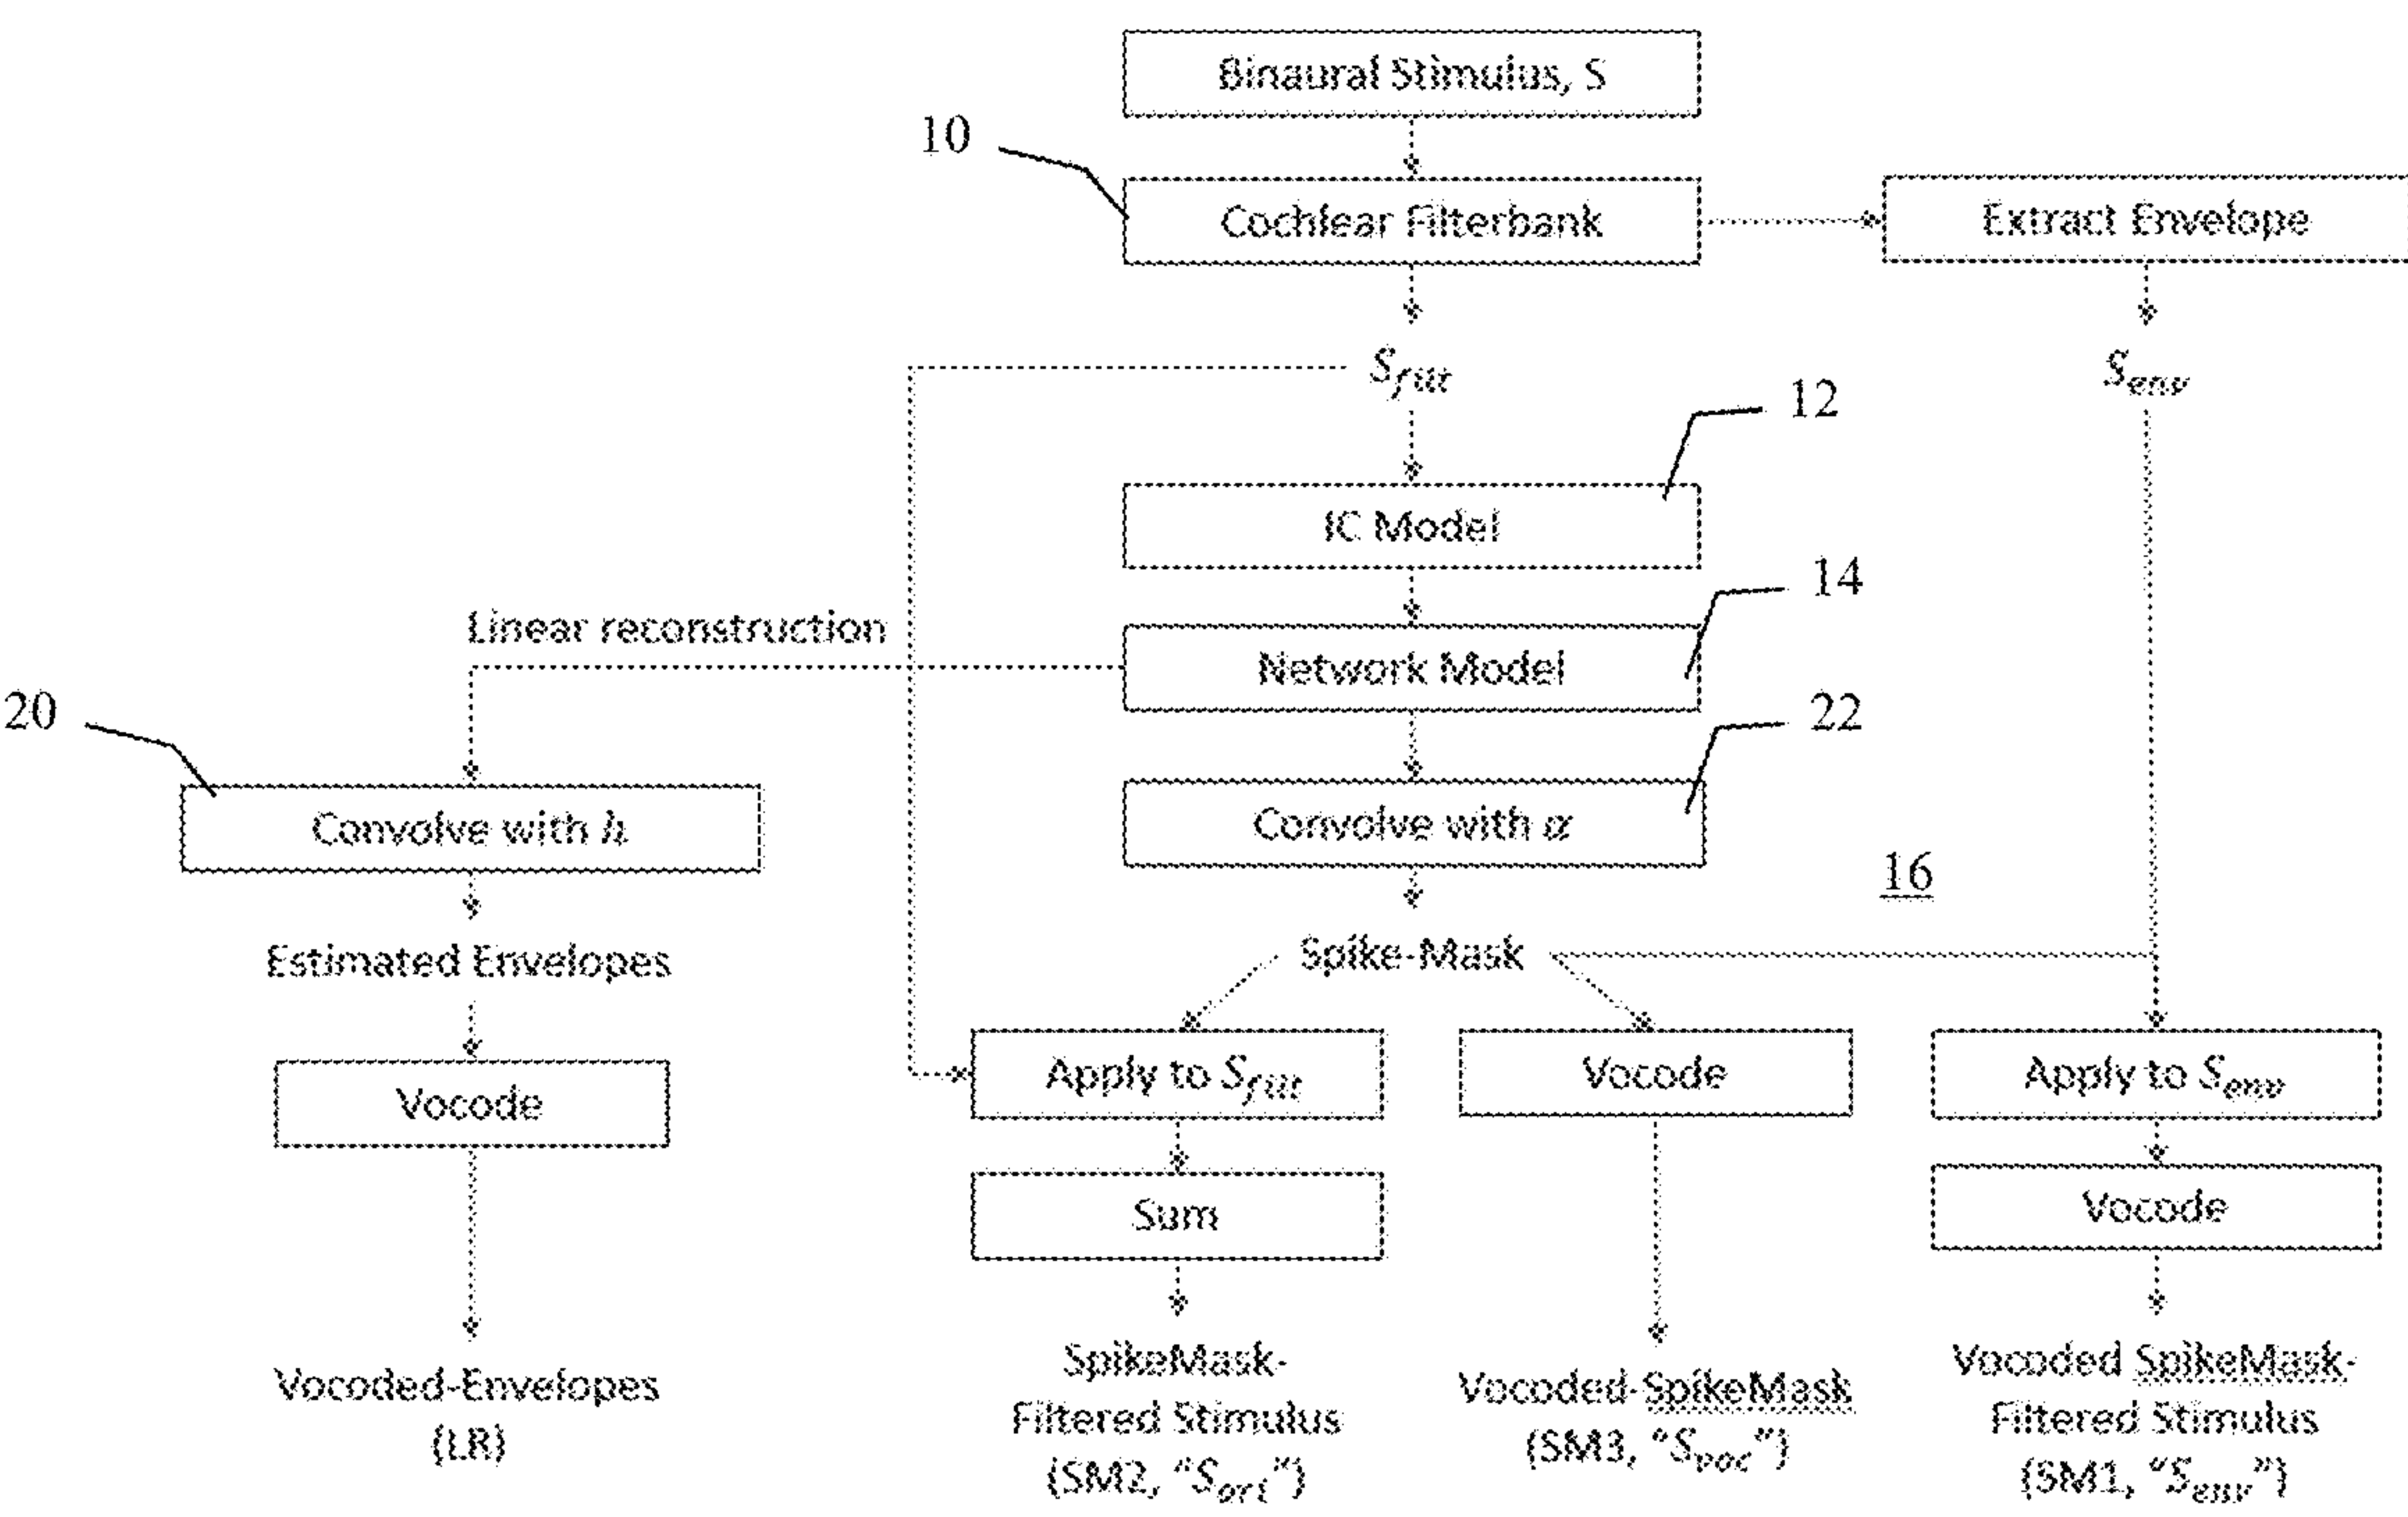 Binaural Stimulus, S
10
Cochlear Filterbank
Extract Envelope
S_filt
S_env
12
IC Model
14
Linear reconstruction
Network Model
20
22
Convolve with h
Convolve with α
16
Estimated Envelopes
Spike-Mask
Vocode
Apply to S_filt
Vocode
Apply to S_env
Sum
Vocode
Vocoded-Envelopes
(LR)
SpikeMask-
Filtered Stimulus
(SM2, "S_ori")
Vocoded-SpikeMask
(SM3, "S_voc")
Vocoded SpikeMask-
Filtered Stimulus
(SM1, "S_env")